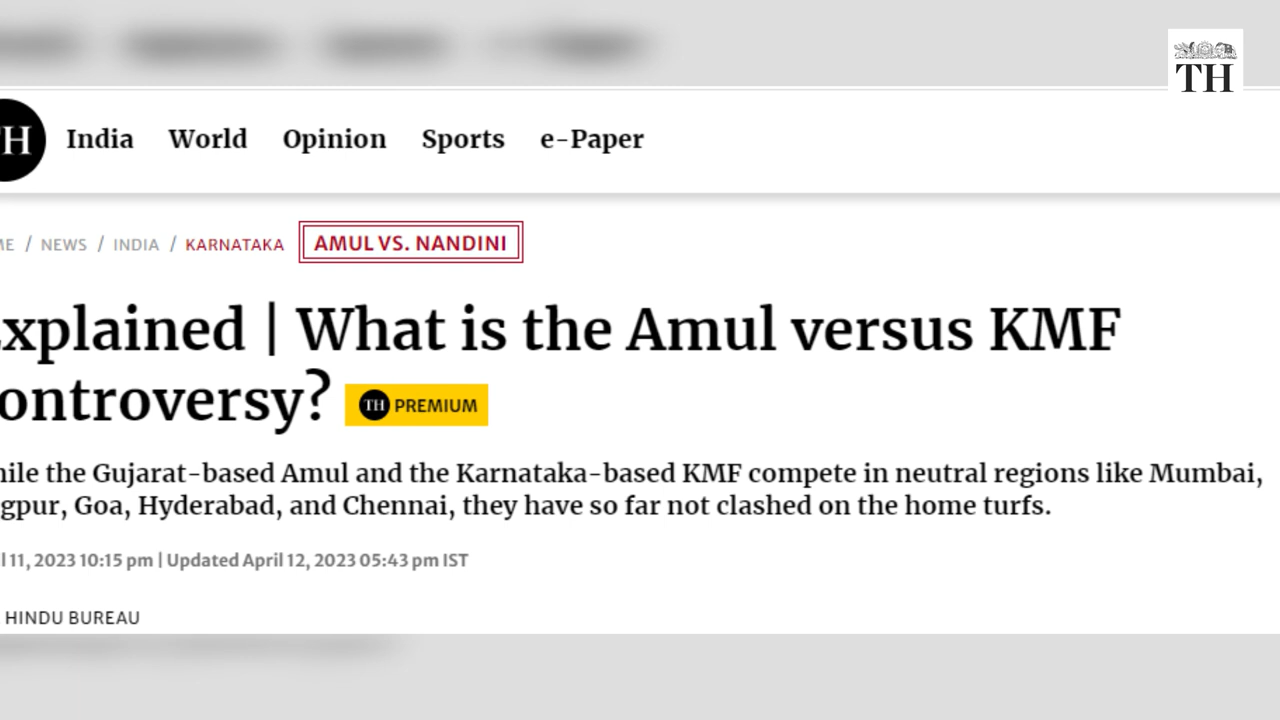 TH
TH India World Opinion Sports e-Paper
ME / NEWS / INDIA / KARNATAKA AMUL VS. NANDINI
xplained | What is the Amul versus KMF
ontroversy? TH PREMIUM
hile the Gujarat-based Amul and the Karnataka-based KMF compete in neutral regions like Mumbai,
gpur, Goa, Hyderabad, and Chennai, they have so far not clashed on the home turfs.
l 11, 2023 10:15 pm | Updated April 12, 2023 05:43 pm IST
HINDU BUREAU